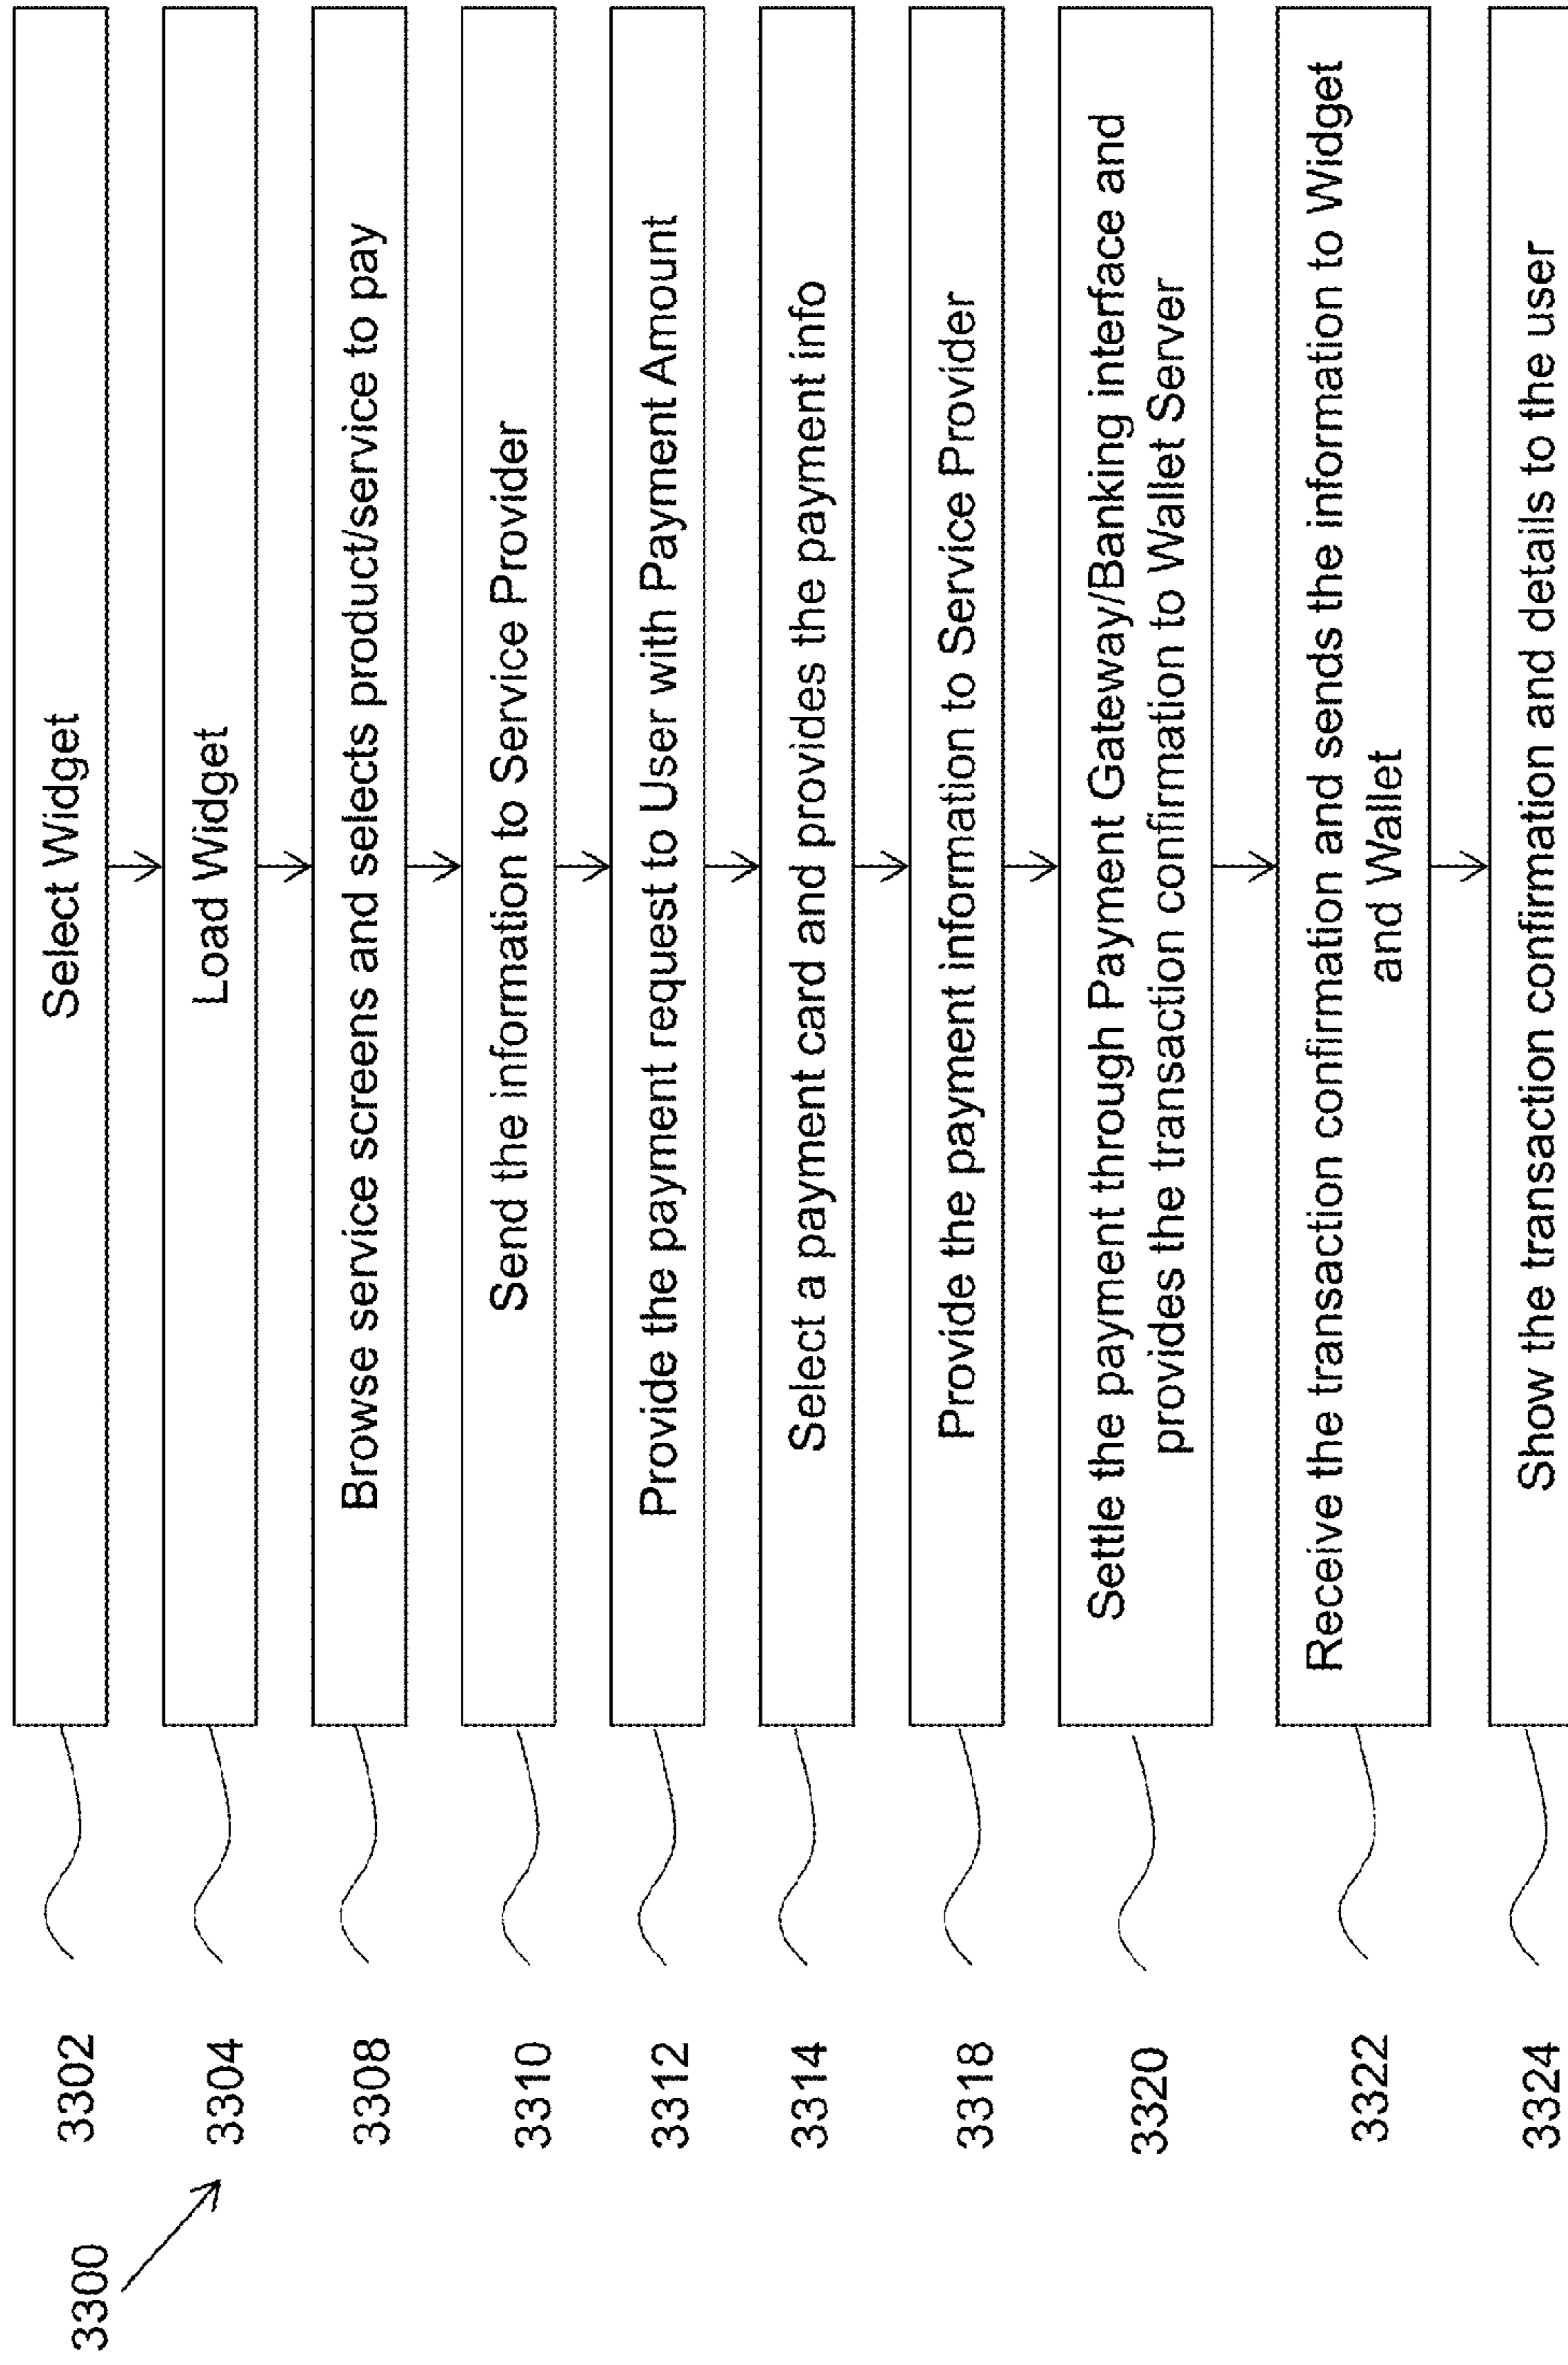 3300
3302
Select Widget
3304
Load Widget
3308
Browse service screens and selects product/service to pay
3310
Send the information to Service Provider
3312
Provide the payment request to User with Payment Amount
3314
Select a payment card and provides the payment info
3318
Provide the payment information to Service Provider
3320
Settle the payment through Payment Gateway/Banking interface and
provides the transaction confirmation to Wallet Server
3322
Receive the transaction confirmation and sends the information to Widget
and Wallet
3324
Show the transaction confirmation and details to the user